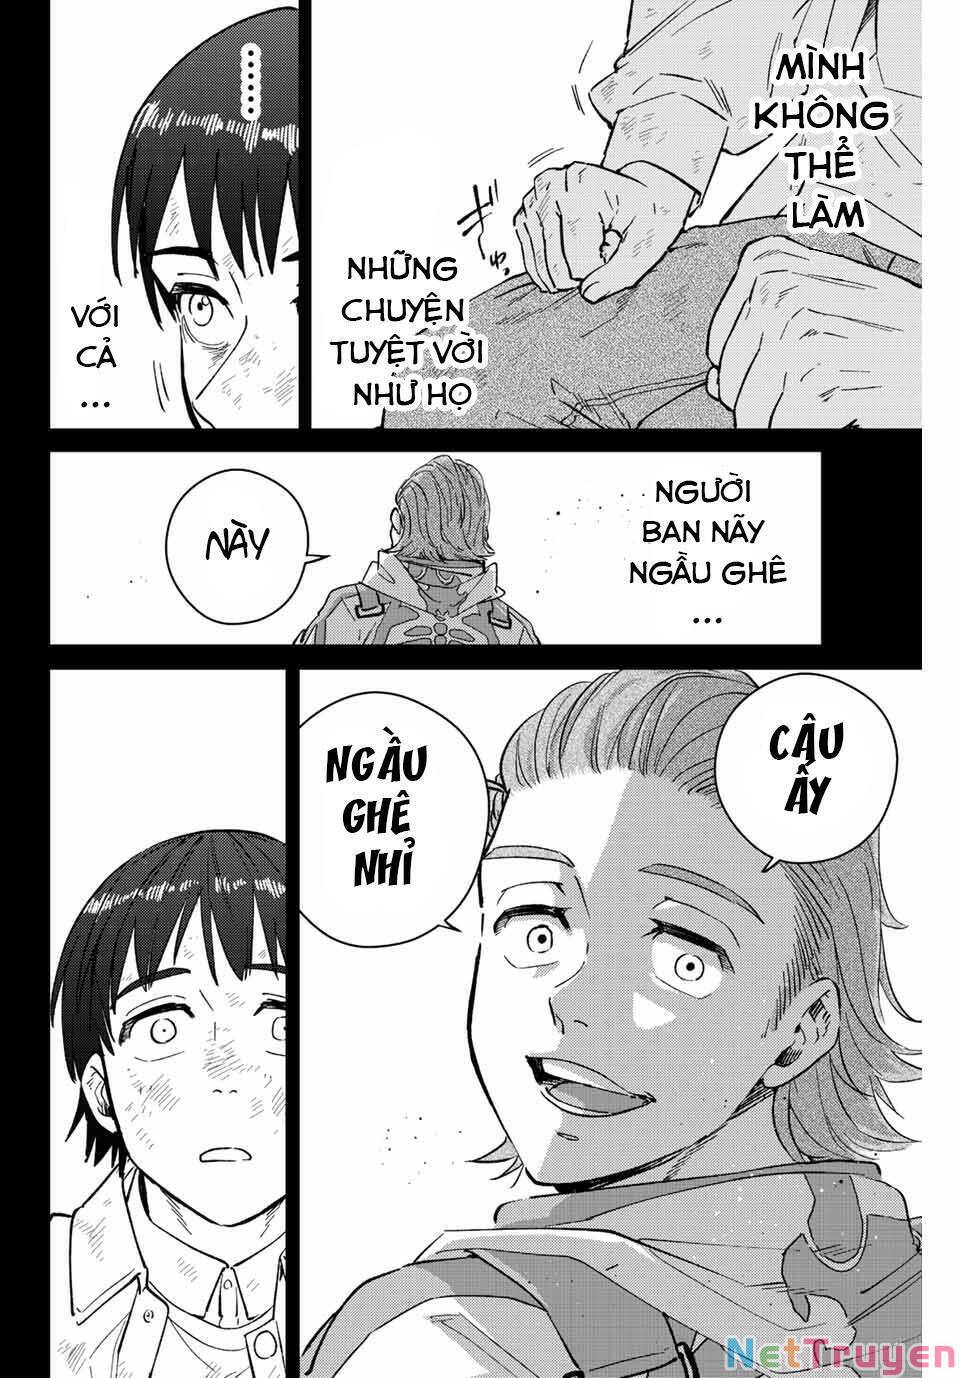 MÌNH
KHÔNG
THỂ
LÀM
NHỮNG
CHUYỆN
TUYỆT VỜI
NHƯ HỌ
........
VỚI
CẢ
...
NGƯỜI
BAN NÃY
NGẦU GHÊ
...
NÀY
CẬU
ẤY
NGẦU
GHÊ
NHỈ
NetTruyen